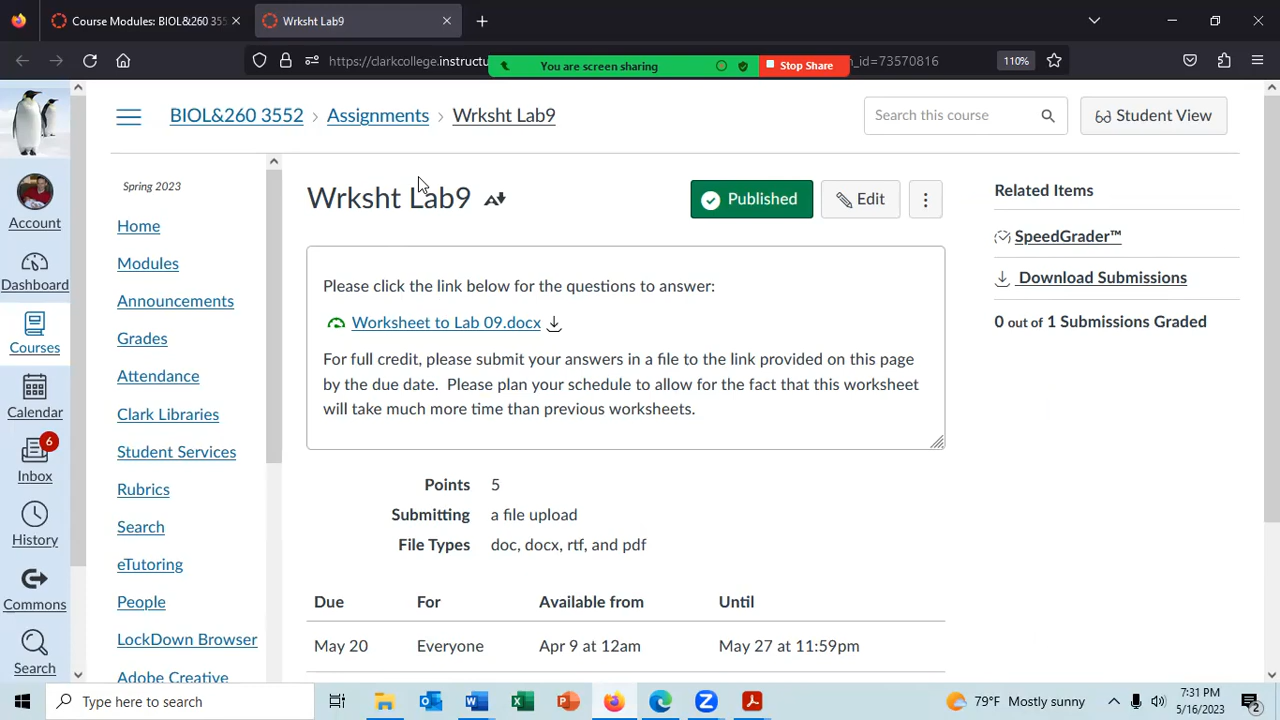 Course Modules: BIOL&260 355
Wrksht Lab9
https://clarkcollege.instructu
You are screen sharing
Stop Share
n_id=73570816
110%
BIOL&260 3552 › Assignments › Wrksht Lab9
Search this course
Student View
Account
Dashboard
Courses
Calendar
6
Inbox
History
Commons
Search
Spring 2023
Home
Modules
Announcements
Grades
Attendance
Clark Libraries
Student Services
Rubrics
Search
eTutoring
People
LockDown Browser
Adobe Creative
Wrksht Lab9
Published
Edit
Please click the link below for the questions to answer:
Worksheet to Lab 09.docx
For full credit, please submit your answers in a file to the link provided on this page
by the due date.  Please plan your schedule to allow for the fact that this worksheet
will take much more time than previous worksheets.
Points 5
Submitting a file upload
File Types doc, docx, rtf, and pdf
Due For Available from Until
May 20 Everyone Apr 9 at 12am May 27 at 11:59pm
Related Items
SpeedGrader™
Download Submissions
0 out of 1 Submissions Graded
Type here to search
79°F Mostly sunny
7:31 PM
5/16/2023
2